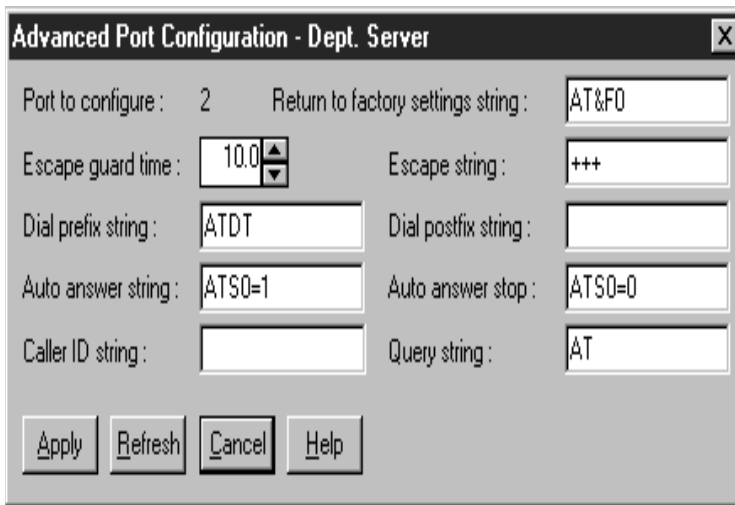 Advanced Port Configuration - Dept. Server X
Port to configure : 2 Return to factory settings string : AT&F0
Escape guard time : 10.0 Escape string : +++
Dial prefix string : ATDT Dial postfix string :
Auto answer string : ATS0=1 Auto answer stop : ATS0=0
Caller ID string : Query string : AT
Apply Refresh Cancel Help